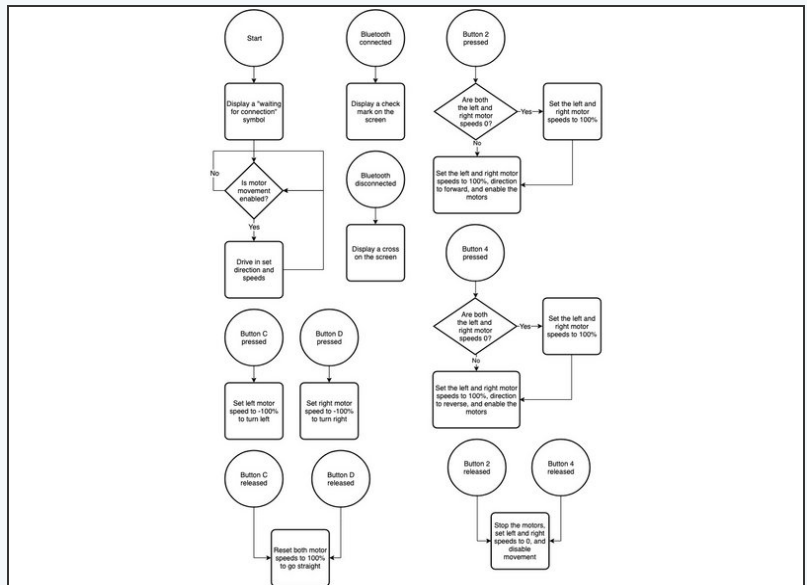 Start
Display a "waiting
for connection"
symbol
No
Is motor
movement
enabled?
Yes
Drive in set
direction and
speeds
Bluetooth
connected
Display a check
mark on the
screen
Bluetooth
disconnected
Display a cross
on the screen
Button 2
pressed
Are both
the left and
right motor
speeds 0?
Yes
Set the left and
right motor
speeds to 100%
No
Set the left and right motor
speeds to 100%, direction
to forward, and enable the
motors
Button 4
pressed
Are both
the left and
right motor
speeds 0?
Yes
Set the left and
right motor
speeds to 100%
No
Set the left and right motor
speeds to 100%, direction
to reverse, and enable the
motors
Button C
pressed
Set left motor
speed to -100%
to turn left
Button D
pressed
Set right motor
speed to -100%
to turn right
Button C
released
Button D
released
Reset both motor
speeds to 100%
to go straight
Button 2
released
Button 4
released
Stop the motors,
set left and right
speeds to 0, and
disable
movement